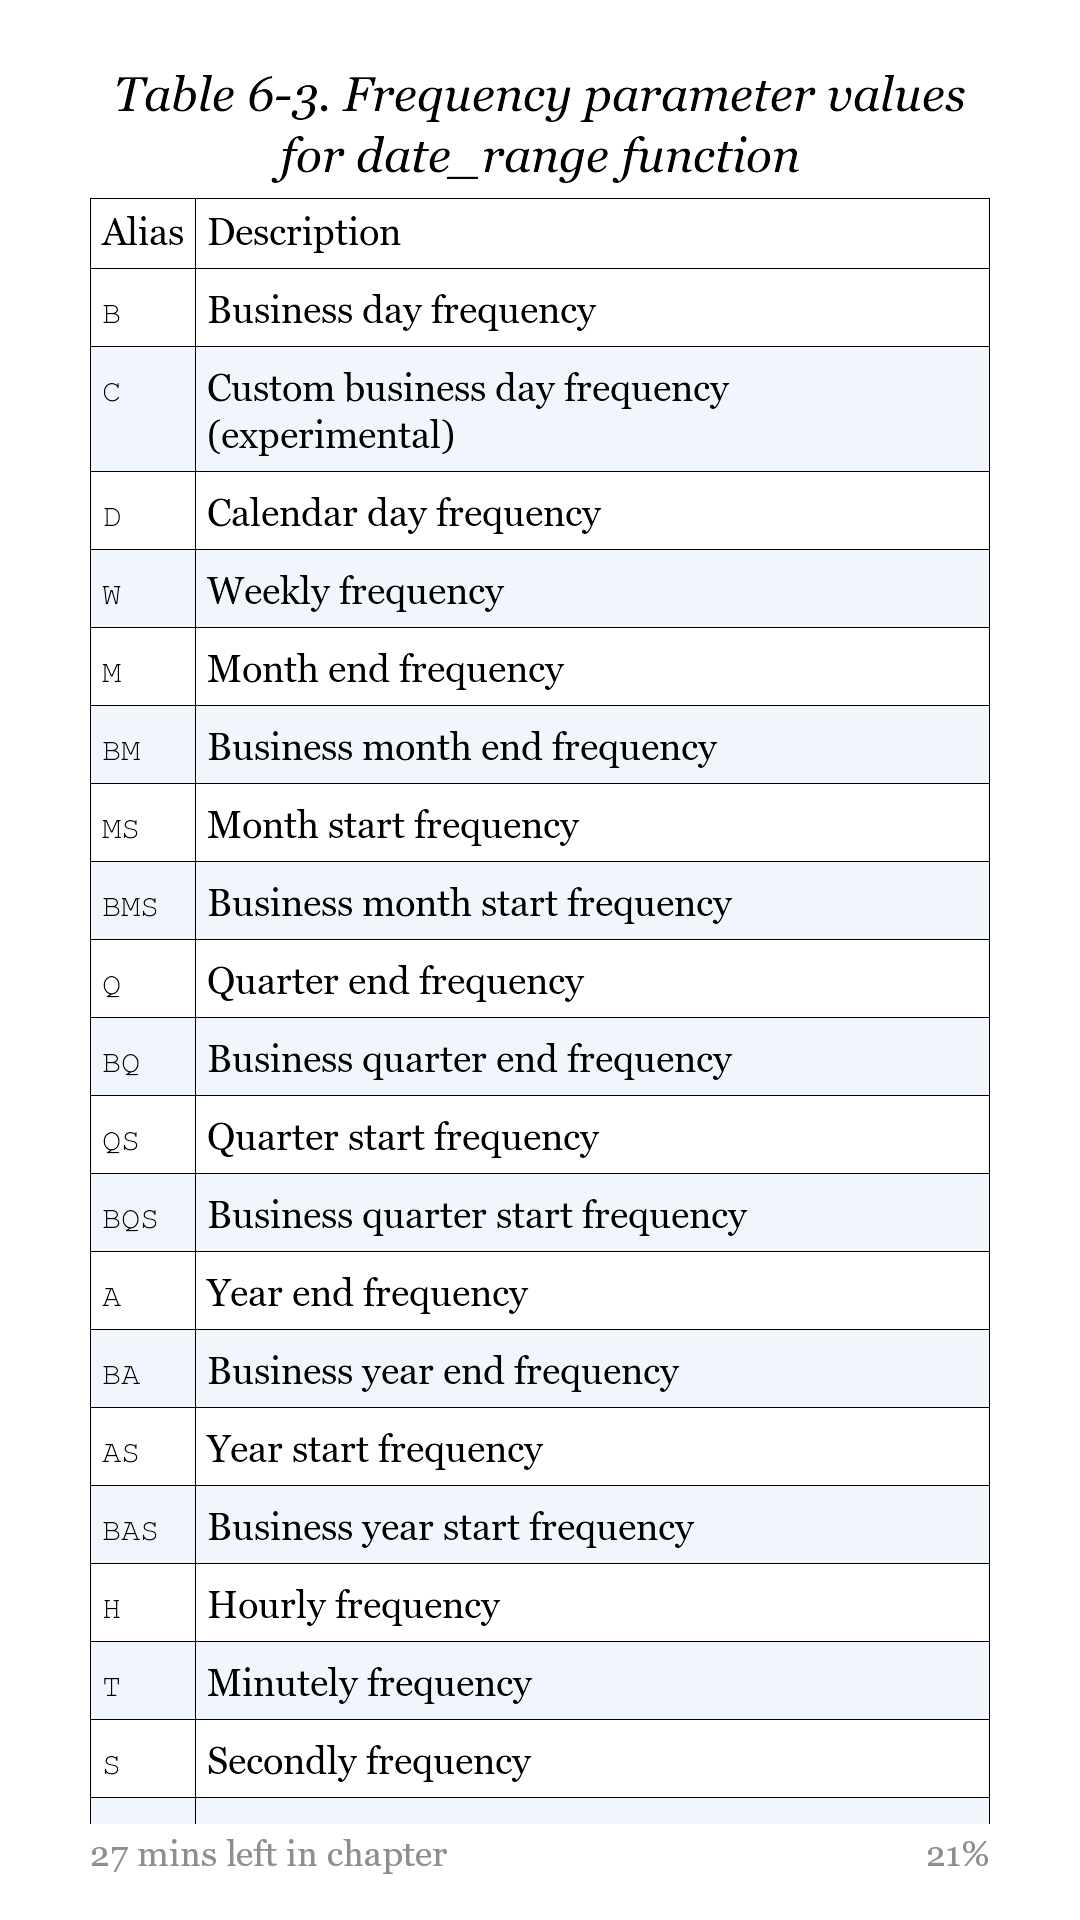 Table 6-3. Frequency parameter values
for date_range function
Alias Description
B Business day frequency
C Custom business day frequency
(experimental)
D Calendar day frequency
W Weekly frequency
M Month end frequency
BM Business month end frequency
MS Month start frequency
BMS Business month start frequency
Q Quarter end frequency
BQ Business quarter end frequency
QS Quarter start frequency
BQS Business quarter start frequency
A Year end frequency
BA Business year end frequency
AS Year start frequency
BAS Business year start frequency
H Hourly frequency
T Minutely frequency
S Secondly frequency
27 mins left in chapter 21%